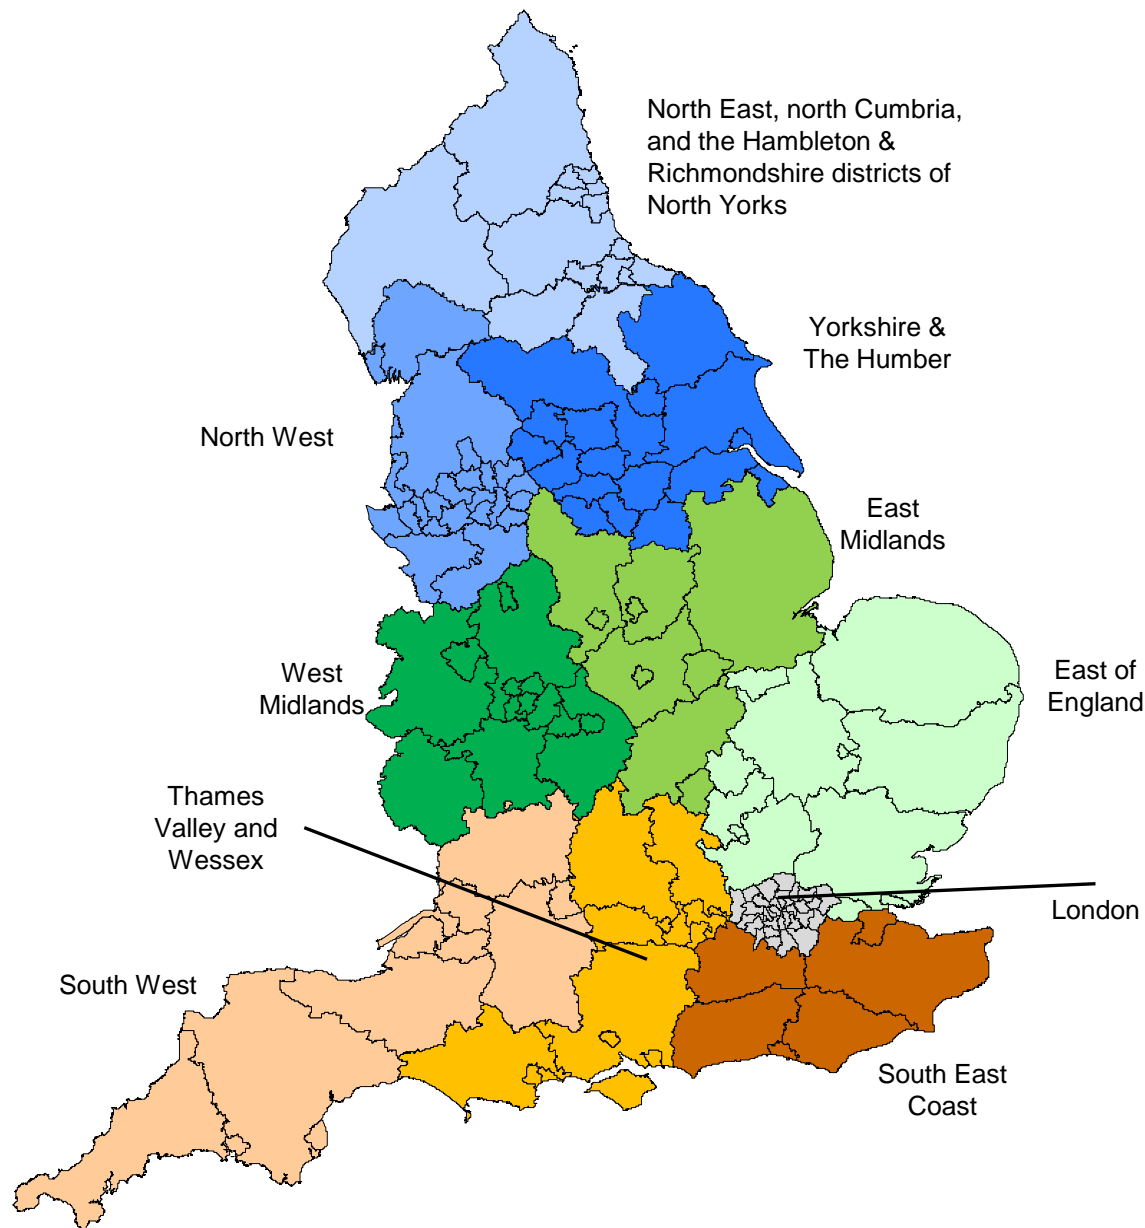 North East, north Cumbria,
and the Hambleton &
Richmondshire districts of
North Yorks
Yorkshire &
The Humber
North West
East
Midlands
West
Midlands
East of
England
Thames
Valley and
Wessex
London
South West
South East
Coast